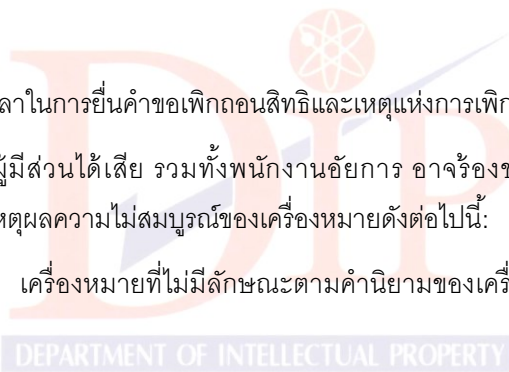 ลาในการยื่นคำขอเพิกถอนสิทธิและเหตุแห่งการเพิก
ผู้มีส่วนได้เสีย รวมทั้งพนักงานอัยการ อาจร้องข
หตุผลความไม่สมบูรณ์ของเครื่องหมายดังต่อไปนี้:
เครื่องหมายที่ไม่มีลักษณะตามคำนิยามของเครื่
DIP
DEPARTMENT OF INTELLECTUAL PROPERTY